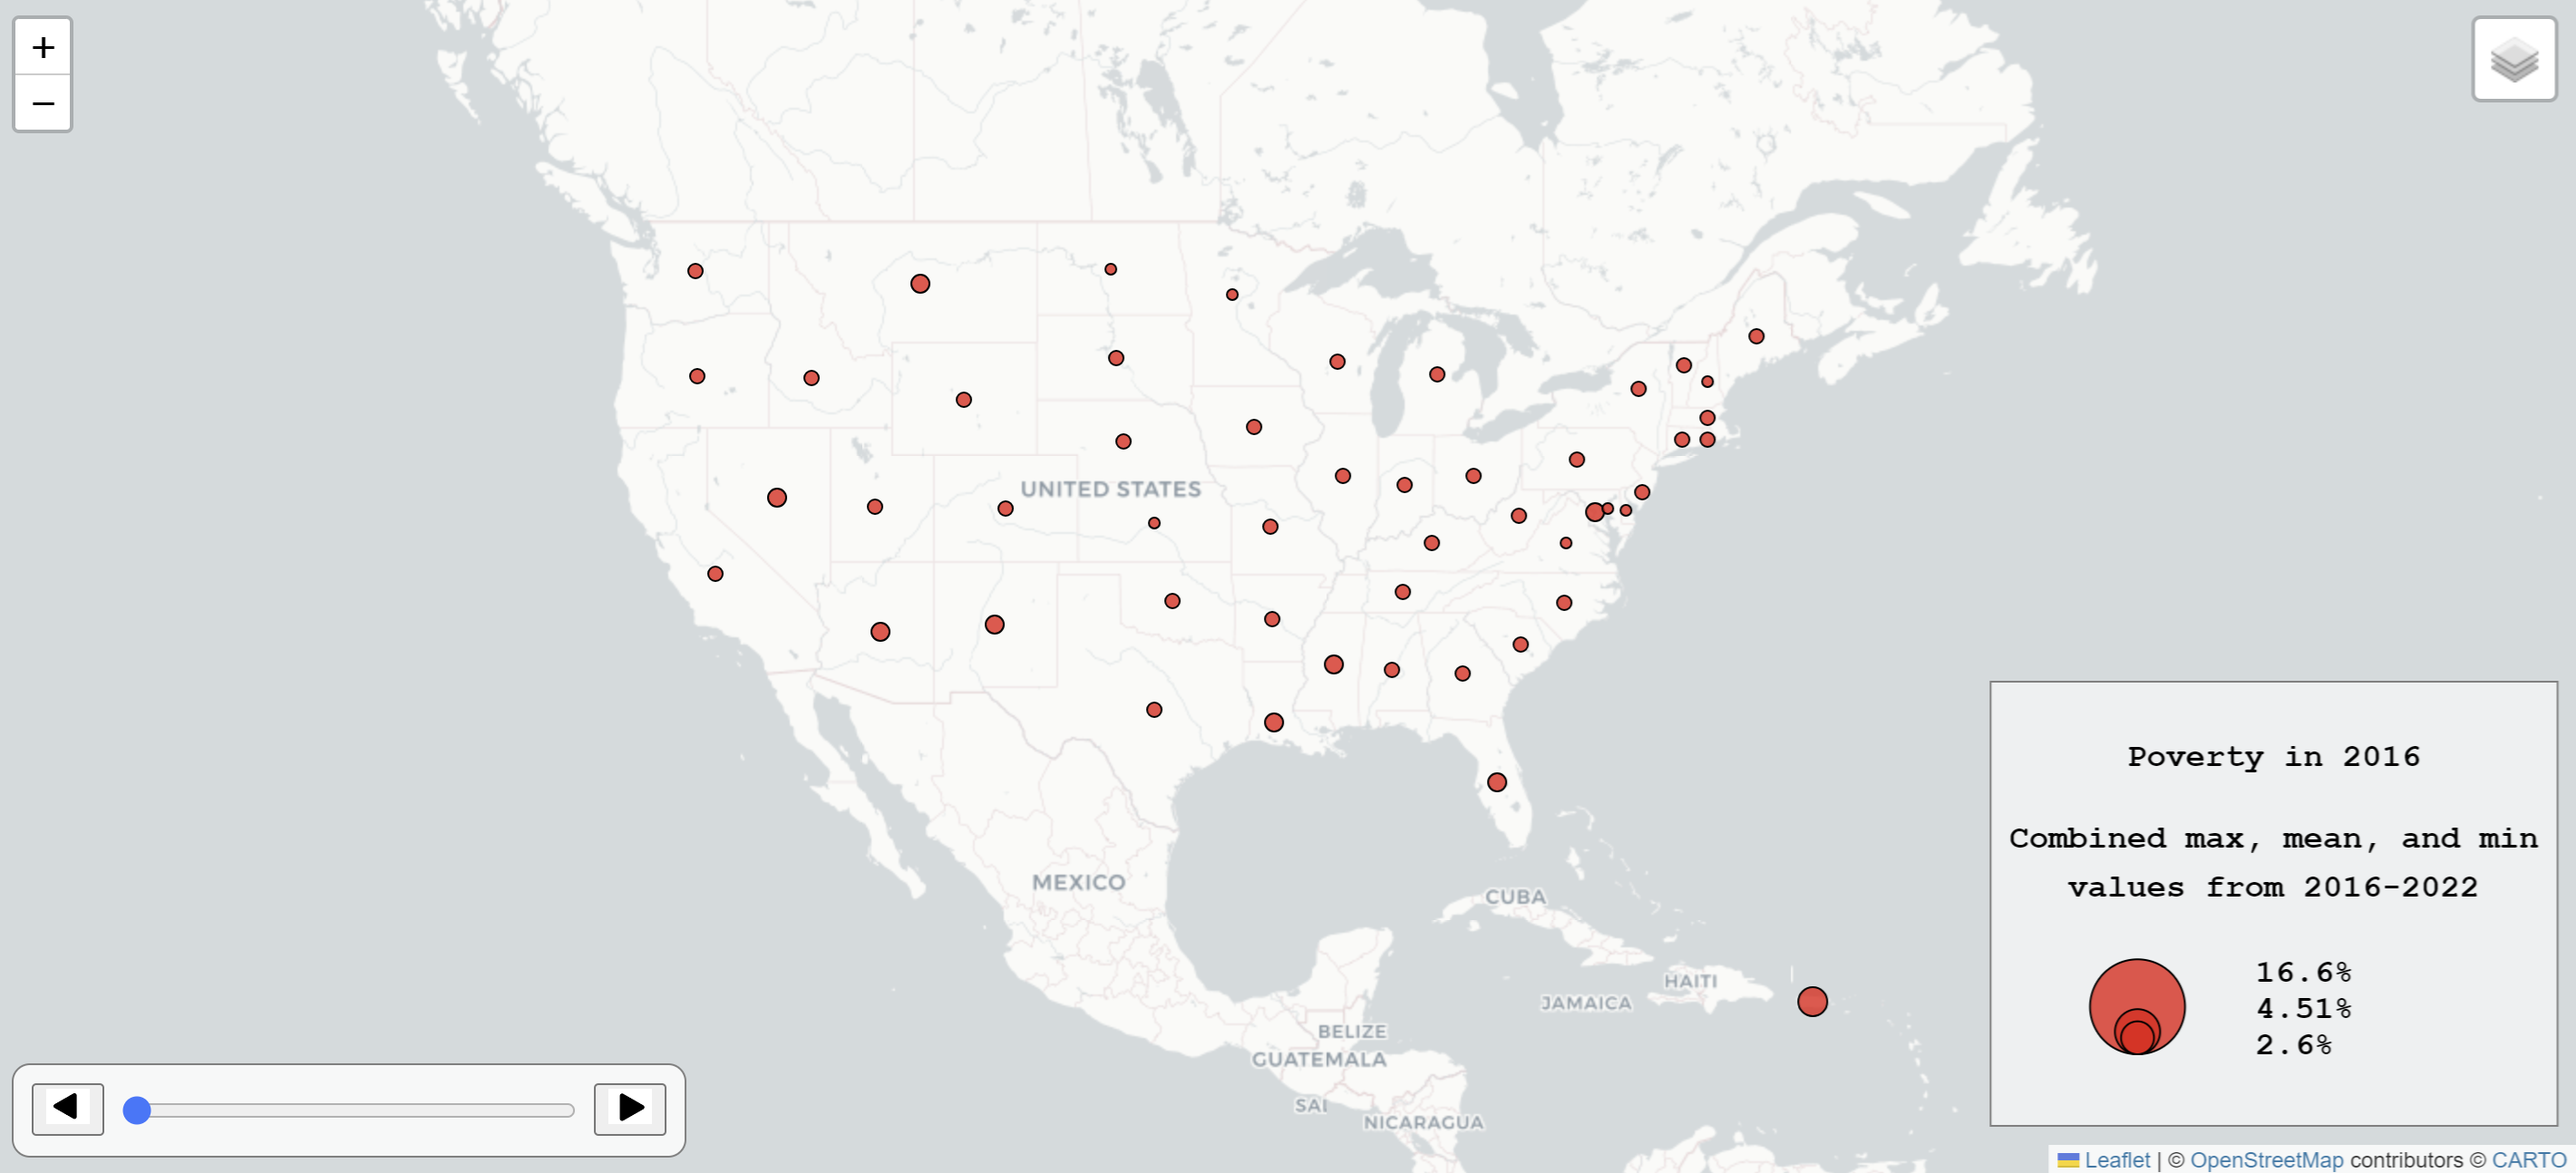 +
−
UNITED STATES
MEXICO
CUBA
HAITI
JAMAICA
BELIZE
GUATEMALA
SAI
NICARAGUA
Poverty in 2016
Combined max, mean, and min
values from 2016-2022
16.6%
4.51%
2.6%
Leaflet | © OpenStreetMap contributors © CARTO